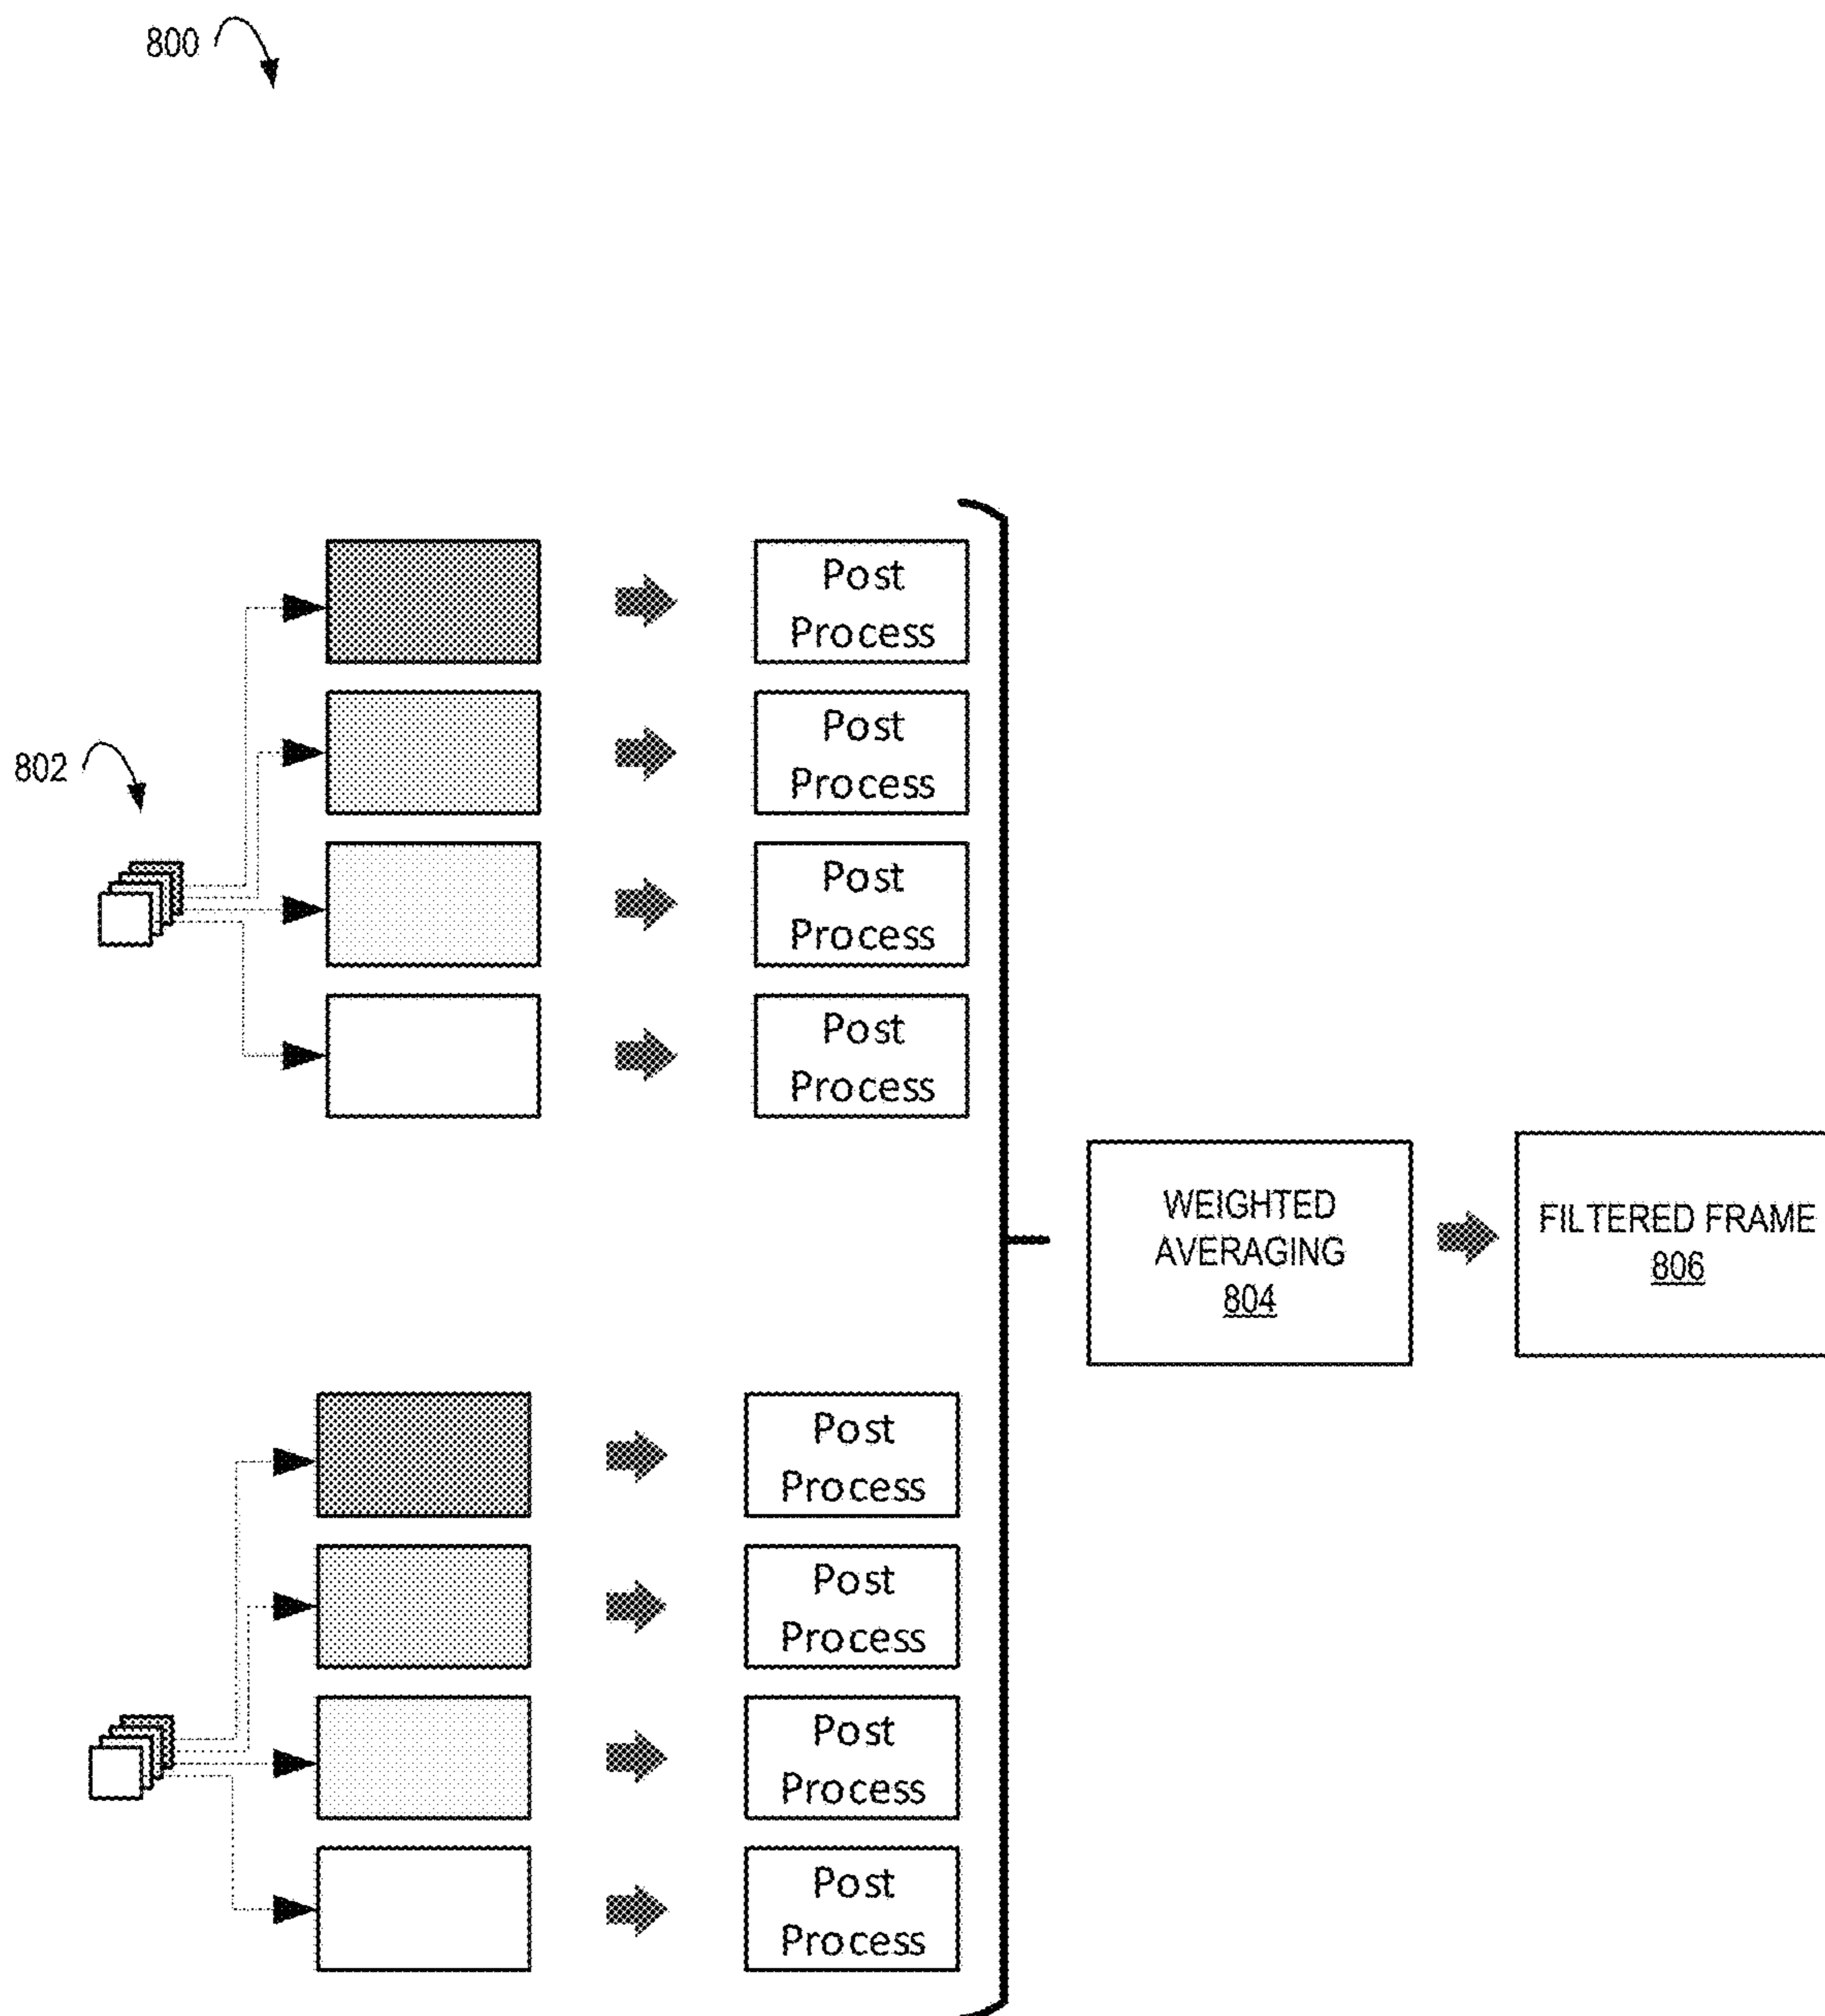 800
Post
Process
Post
Process
802
Post
Process
Post
Process
WEIGHTED
AVERAGING
804
FILTERED FRAME
806
Post
Process
Post
Process
Post
Process
Post
Process